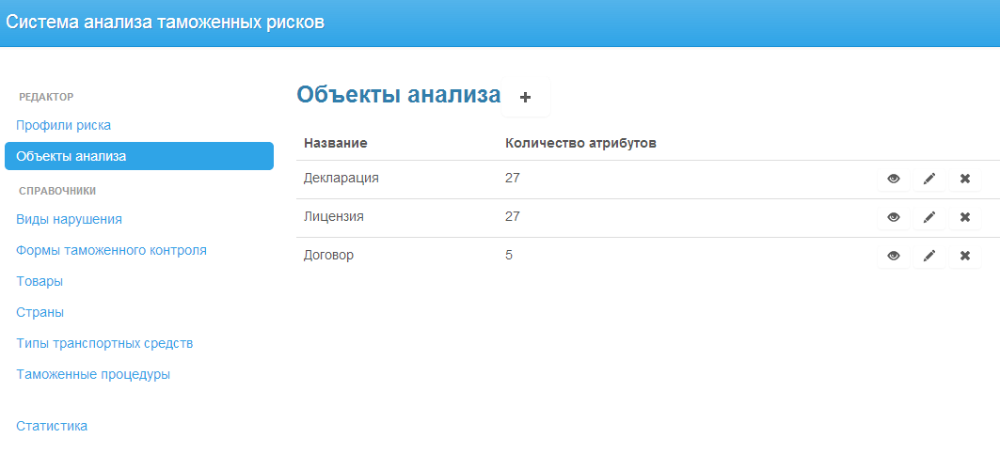 Система анализа таможенных рисков
РЕДАКТОР
Профили риска
Объекты анализа
СПРАВОЧНИКИ
Виды нарушения
Формы таможенного контроля
Товары
Страны
Типы транспортных средств
Таможенные процедуры
Статистика
Объекты анализа
Название Количество атрибутов
Декларация 27
Лицензия 27
Договор 5